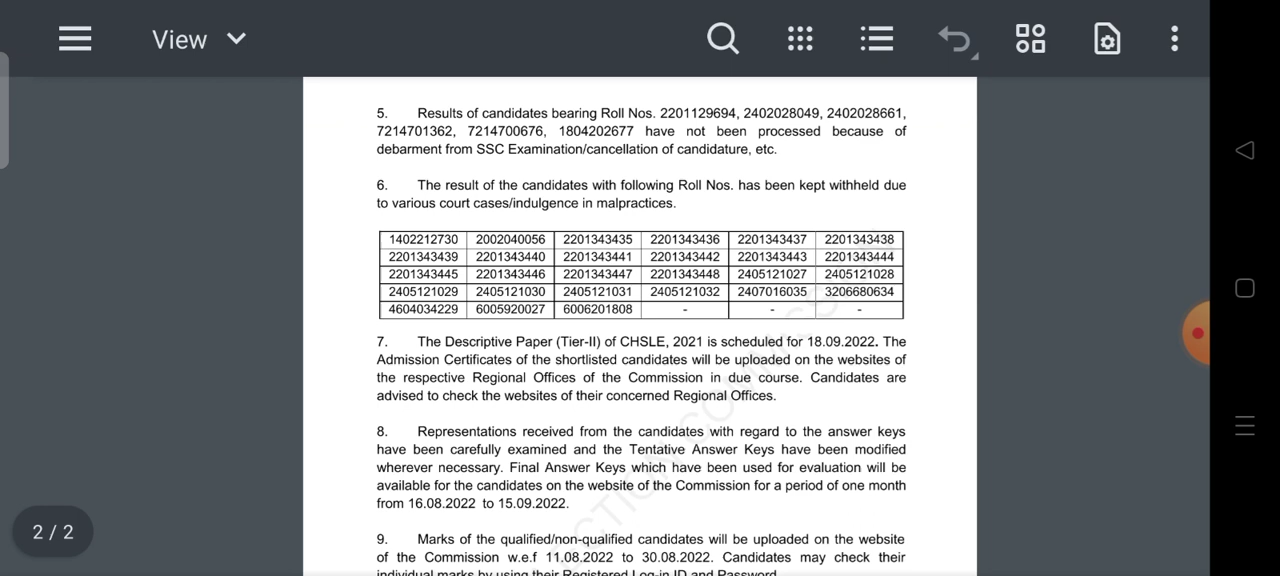 View
5. Results of candidates bearing Roll Nos. 2201129694, 2402028049, 2402028661,
7214701362, 7214700676, 1804202677 have not been processed because of
debarment from SSC Examination/cancellation of candidature, etc.
6. The result of the candidates with following Roll Nos. has been kept withheld due
to various court cases/indulgence in malpractices.
1402212730 2002040056 2201343435 2201343436 2201343437 2201343438
2201343439 2201343440 2201343441 2201343442 2201343443 2201343444
2201343445 2201343446 2201343447 2201343448 2405121027 2405121028
2405121029 2405121030 2405121031 2405121032 2407016035 3206680634
4604034229 6005920027 6006201808 - - -
7. The Descriptive Paper (Tier-II) of CHSLE, 2021 is scheduled for 18.09.2022. The
Admission Certificates of the shortlisted candidates will be uploaded on the websites of
the respective Regional Offices of the Commission in due course. Candidates are
advised to check the websites of their concerned Regional Offices.
8. Representations received from the candidates with regard to the answer keys
have been carefully examined and the Tentative Answer Keys have been modified
wherever necessary. Final Answer Keys which have been used for evaluation will be
available for the candidates on the website of the Commission for a period of one month
from 16.08.2022 to 15.09.2022.
9. Marks of the qualified/non-qualified candidates will be uploaded on the website
of the Commission w.e.f 11.08.2022 to 30.08.2022. Candidates may check their
individual marks by using their Registered Log-in ID and Password.
2 / 2